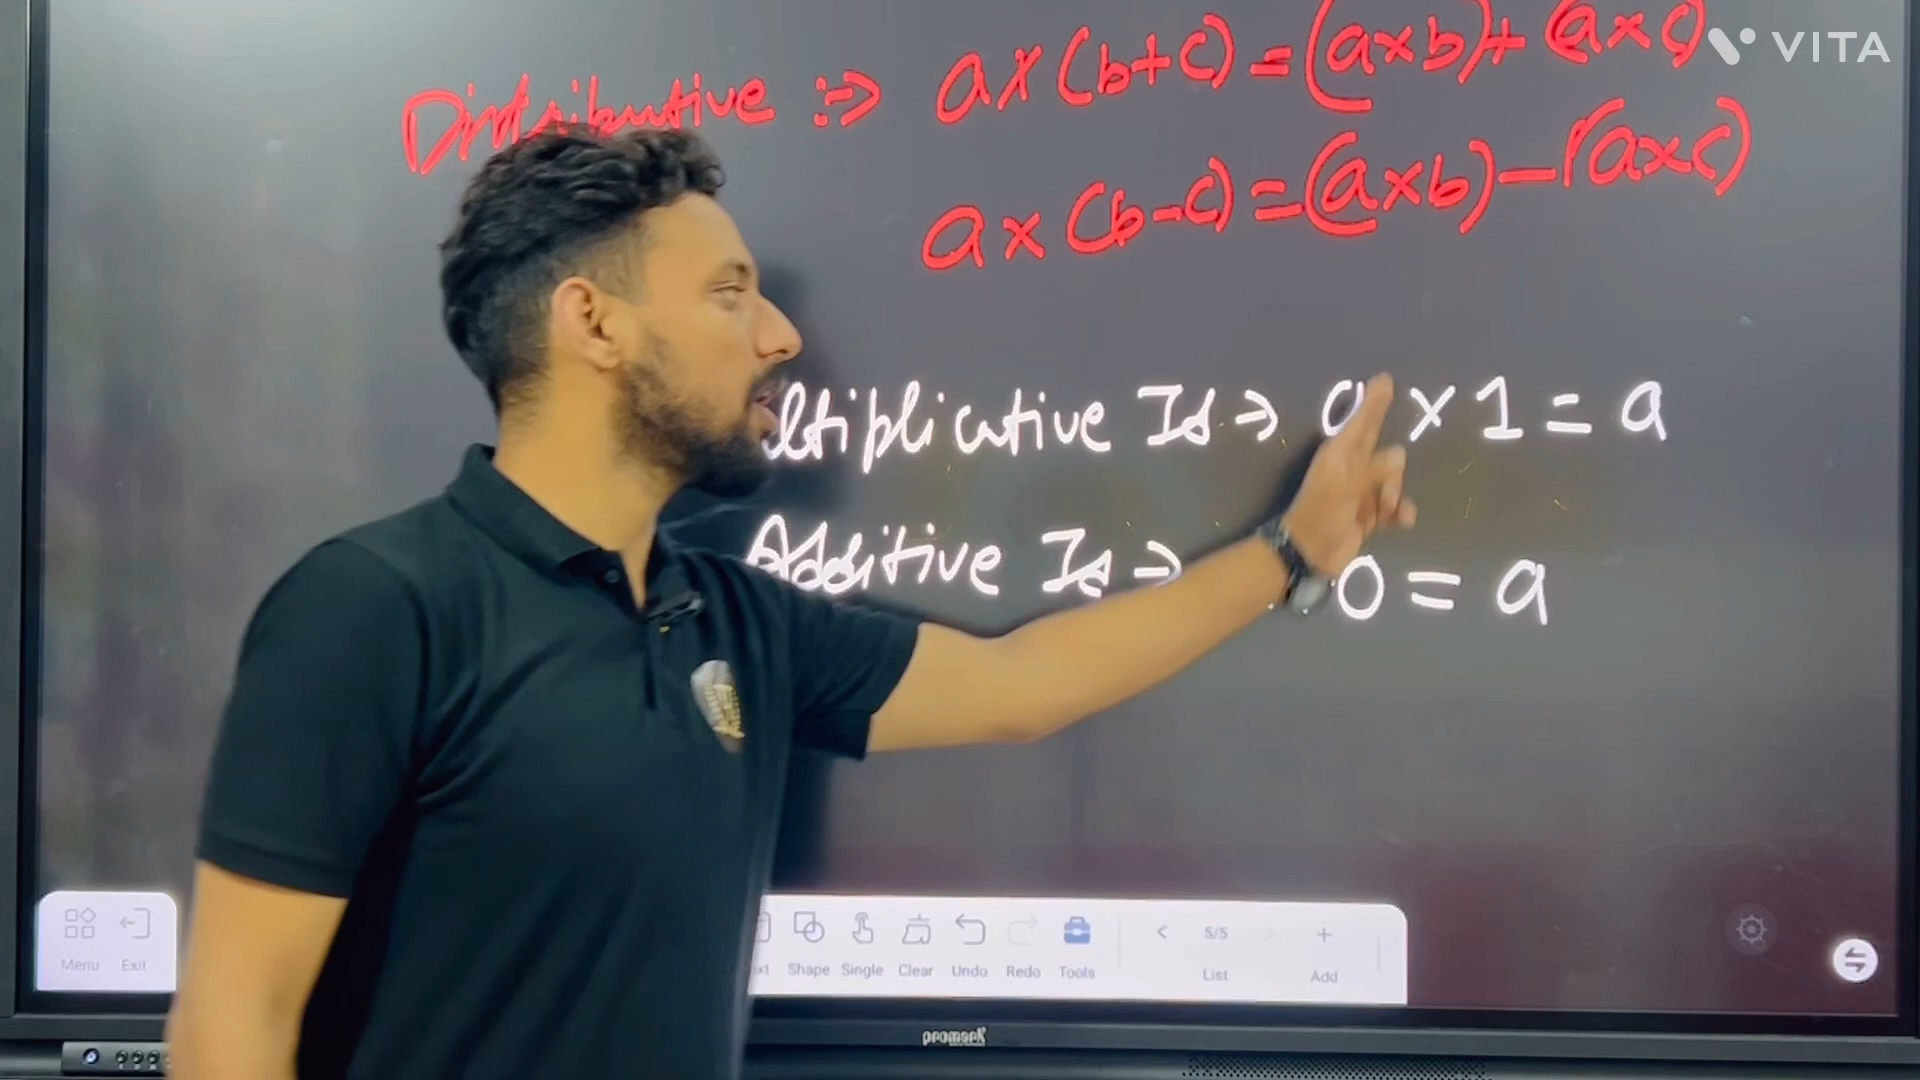 Distributive :→ a×(b+c)=(a×b)+(a×c)
VITA
a×(b-c)=(a×b)-(a×c)
ltiplicative Id → a × 1 = a
Additive Id → 0 = a
Menu Exit
Shape Single Clear Undo Redo Tools < 5/5 > +
List Add
promark